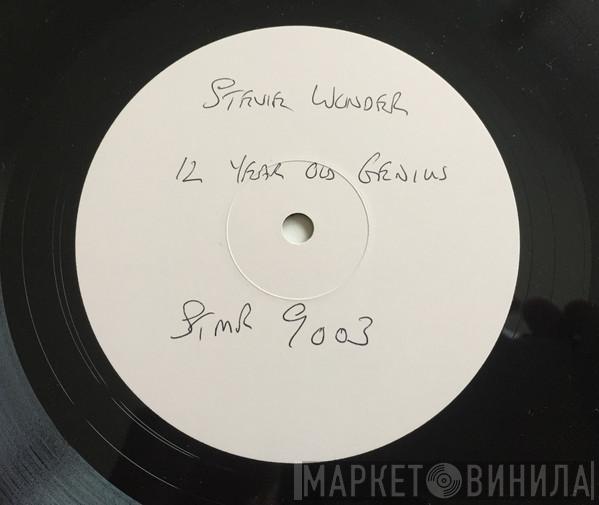 STEVIE WONDER
12 YEAR OLD GENIUS
STMR 9003
МАРКЕТ ВИНИЛА